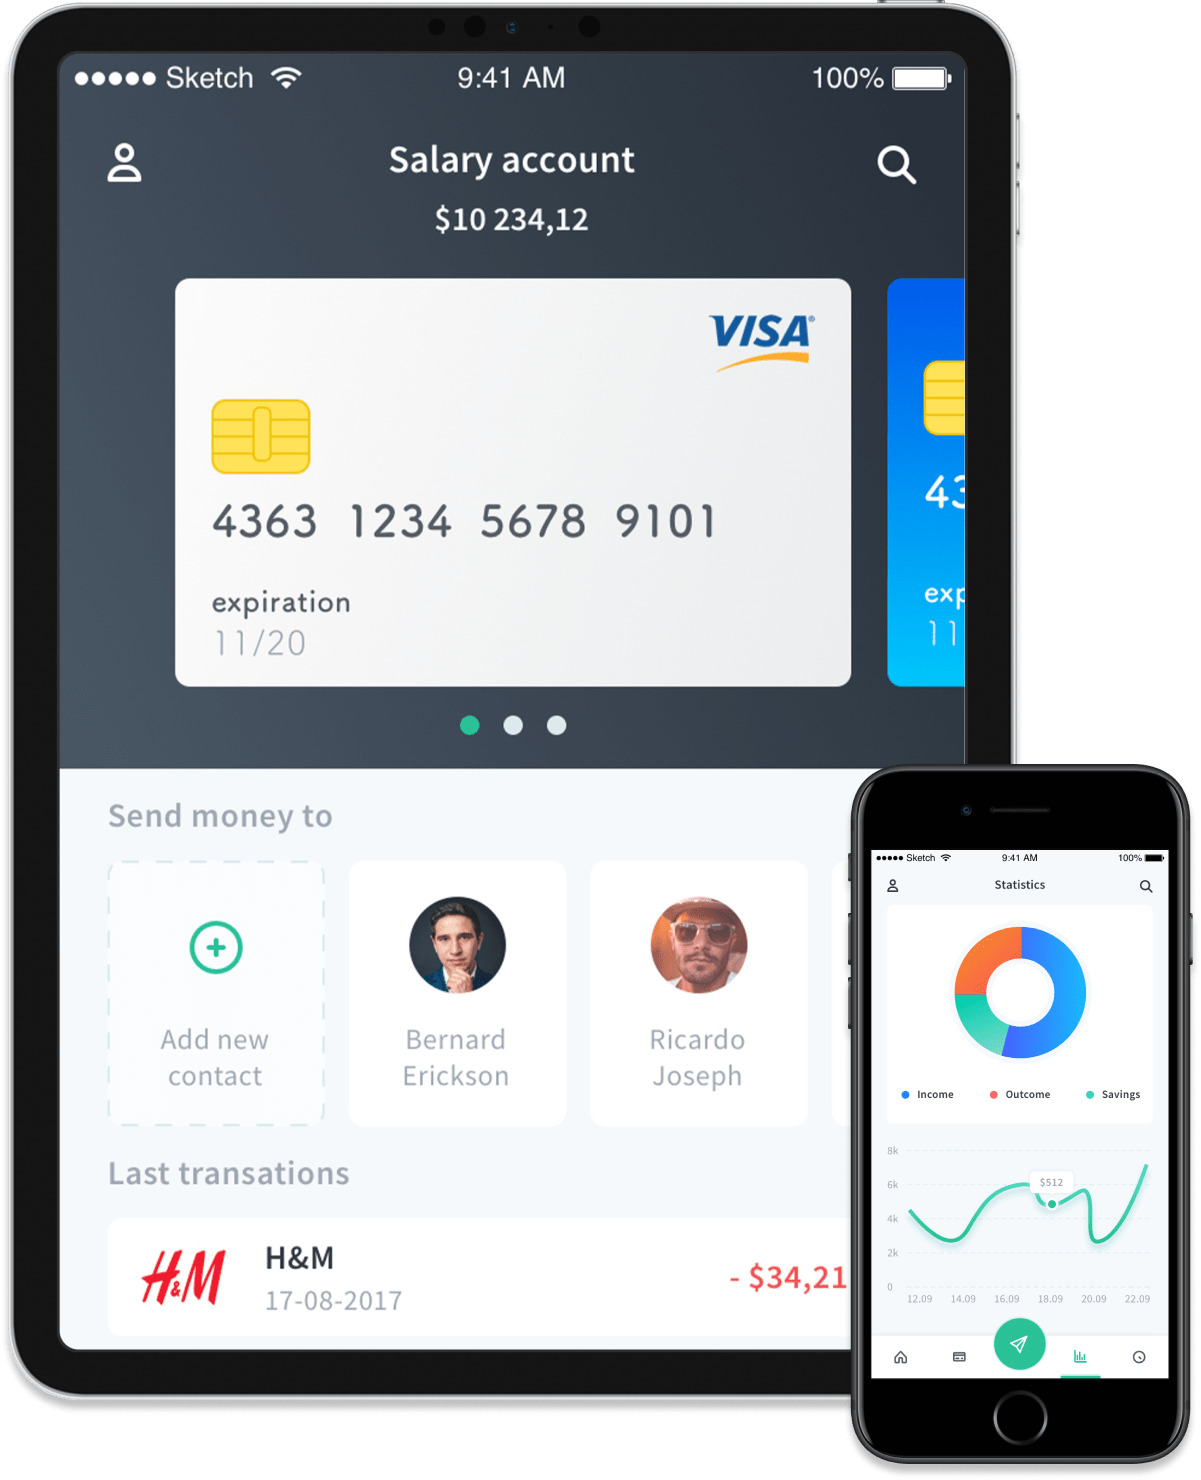 Sketch 9:41 AM 100%
Salary account
$10 234,12
VISA
4363 1234 5678 9101
43
expiration
exp
11/20
11
Send money to
Add new
contact
Bernard
Erickson
Ricardo
Joseph
Last transations
H&M
H&M
17-08-2017
- $34,21
Sketch 9:41 AM 100%
Statistics
Income Outcome Savings
8k
6k
$512
4k
2k
0
12.09 14.09 16.09 18.09 20.09 22.09